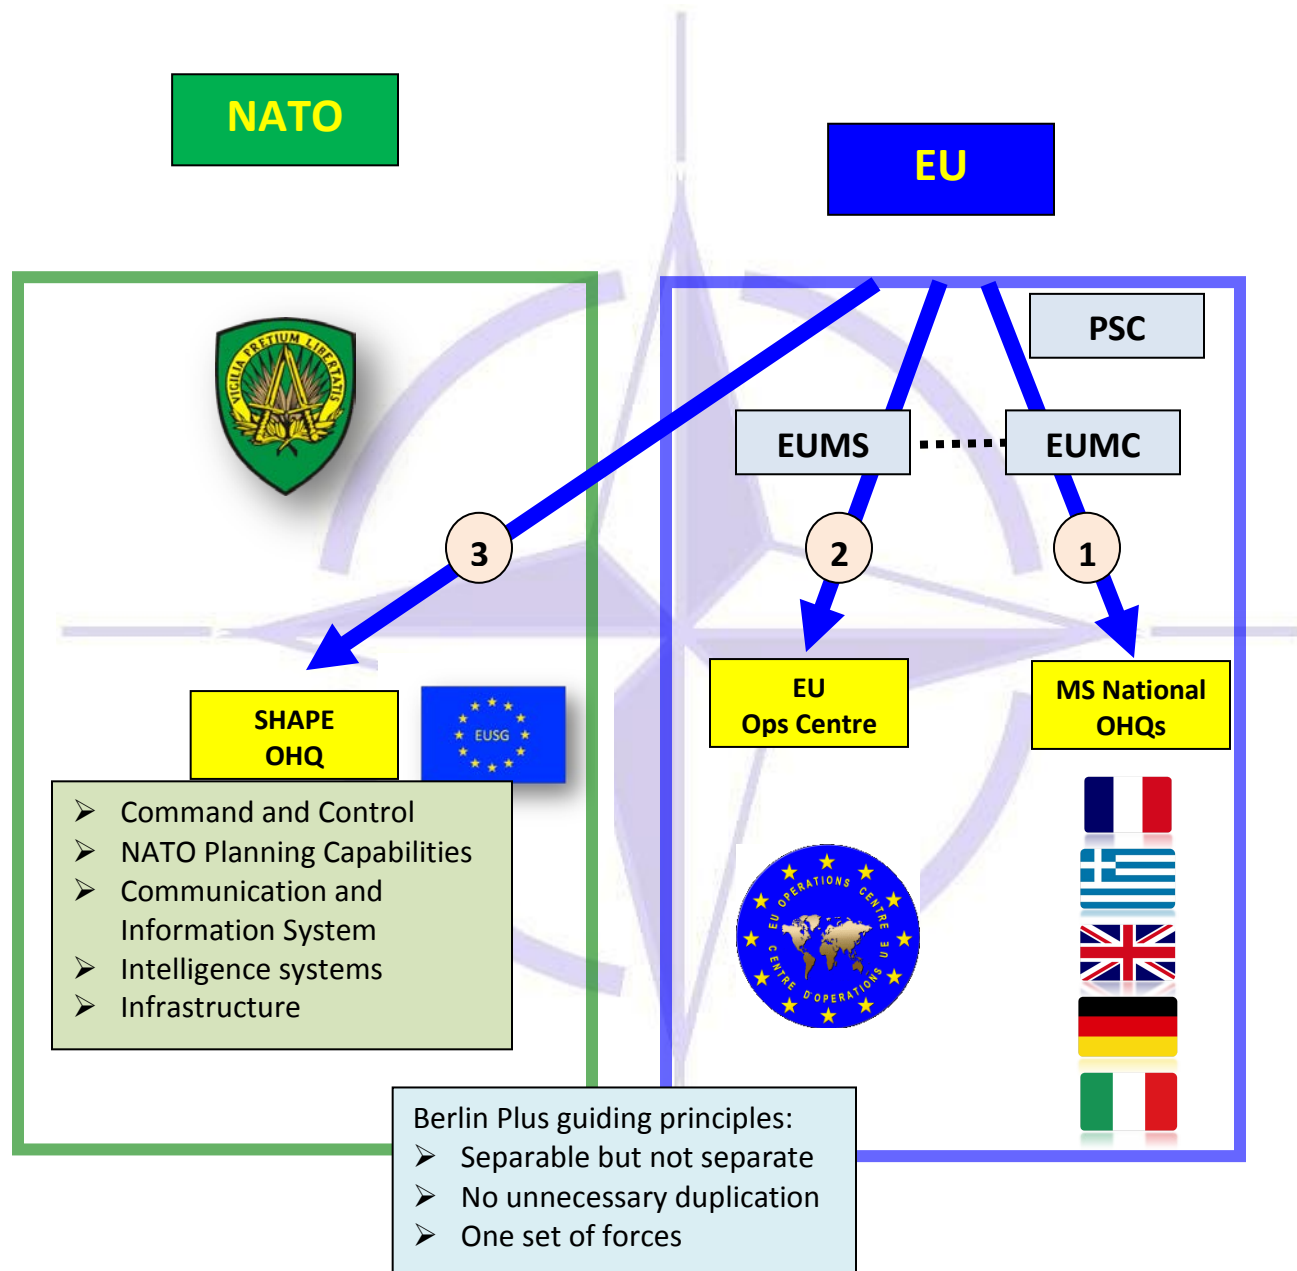 NATO
EU
VIGILIA PRETIUM LIBERTATIS
PSC
EUMS
EUMC
3
2
1
SHAPE
OHQ
EUSG
EU
Ops Centre
MS National
OHQs
➢ Command and Control
➢ NATO Planning Capabilities
➢ Communication and
Information System
➢ Intelligence systems
➢ Infrastructure
EU OPERATIONS CENTRE
CENTRE D'OPERATIONS UE
Berlin Plus guiding principles:
➢ Separable but not separate
➢ No unnecessary duplication
➢ One set of forces